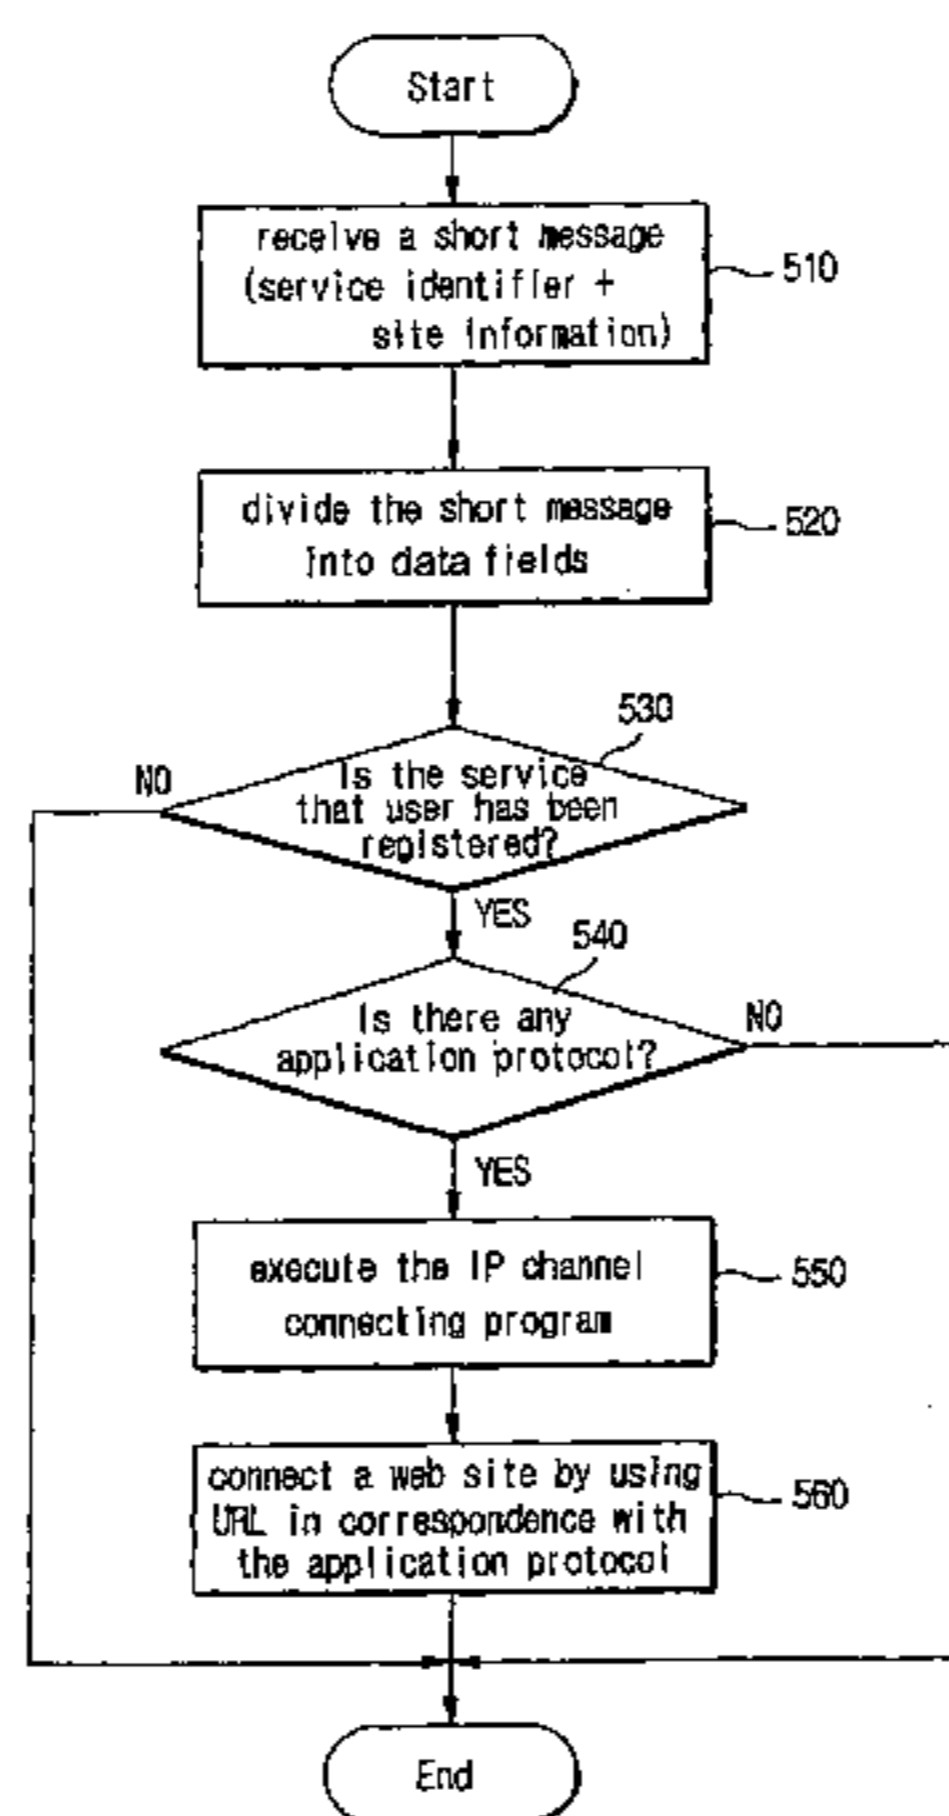 Start
receive a short message
(service identifier +
site information)
510
divide the short message
into data fields
520
530
NO
Is the service
that user has been
registered?
YES
540
Is there any
application protocol?
NO
YES
execute the IP channel
connecting program
550
connect a web site by using
URL in correspondence with
the application protocol
560
End